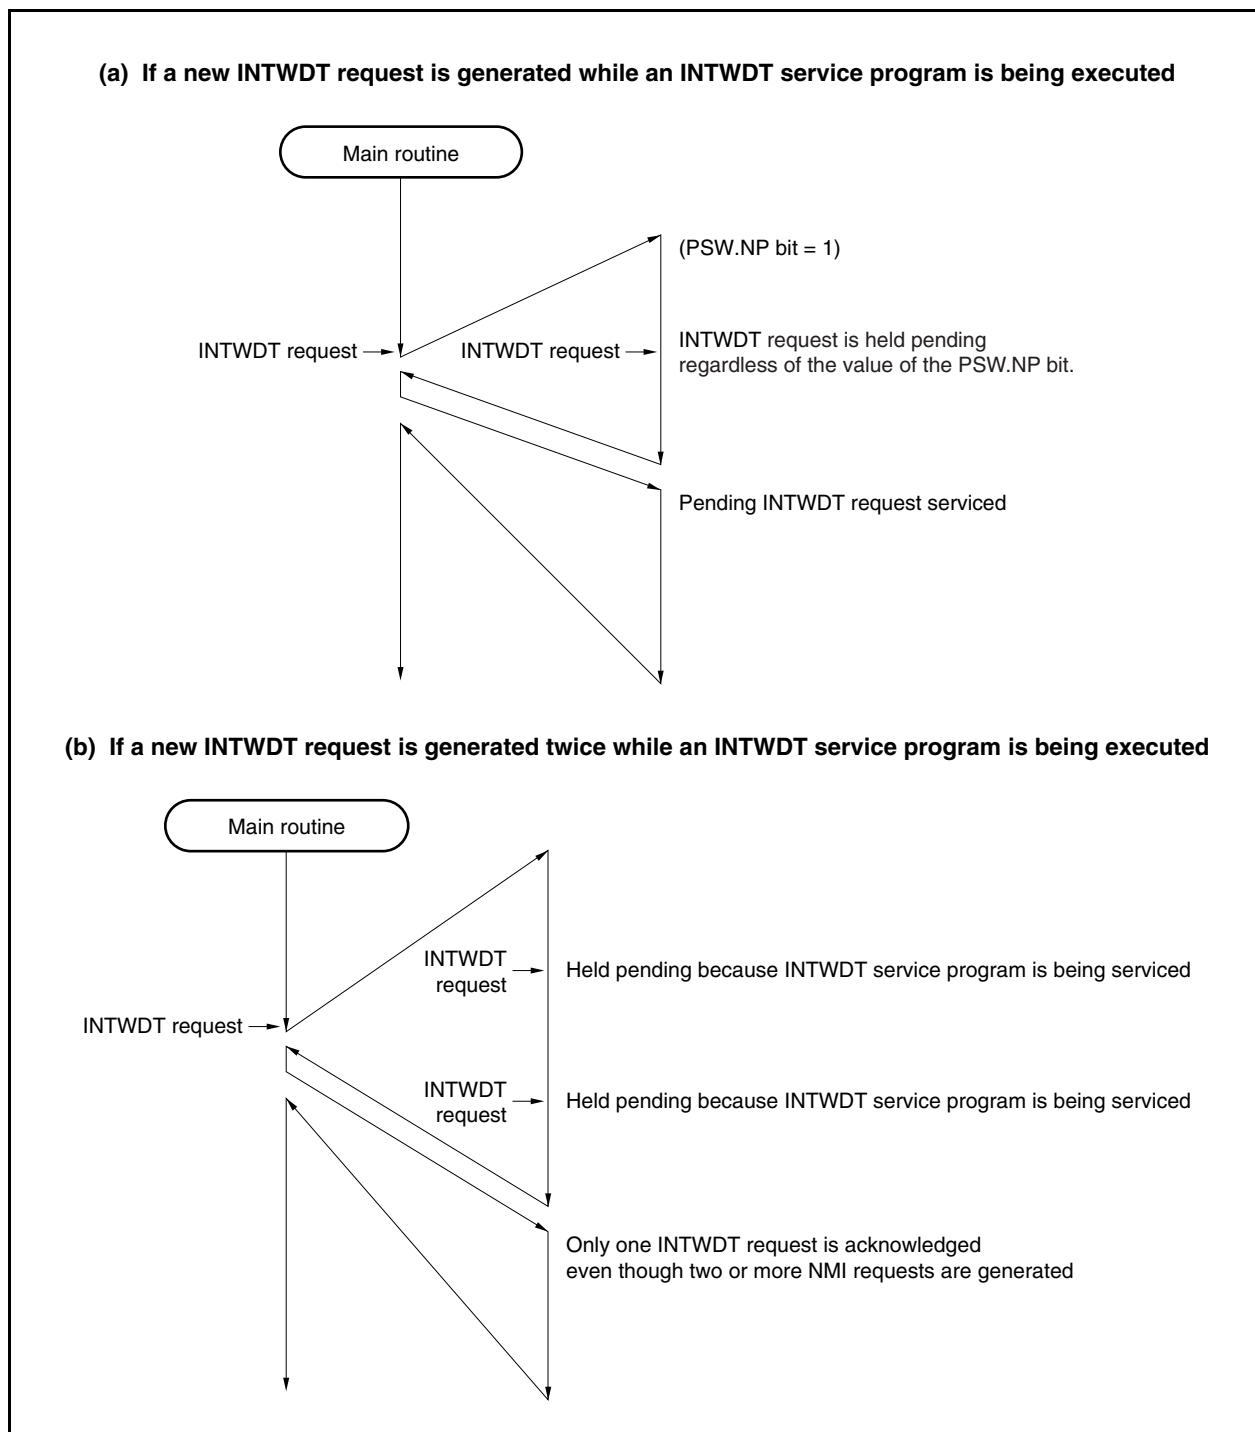 (a) If a new INTWDT request is generated while an INTWDT service program is being executed
Main routine
(PSW.NP bit = 1)
INTWDT request
INTWDT request
INTWDT request is held pending
regardless of the value of the PSW.NP bit.
Pending INTWDT request serviced
(b) If a new INTWDT request is generated twice while an INTWDT service program is being executed
Main routine
INTWDT
request
Held pending because INTWDT service program is being serviced
INTWDT request
INTWDT
request
Held pending because INTWDT service program is being serviced
Only one INTWDT request is acknowledged
even though two or more NMI requests are generated